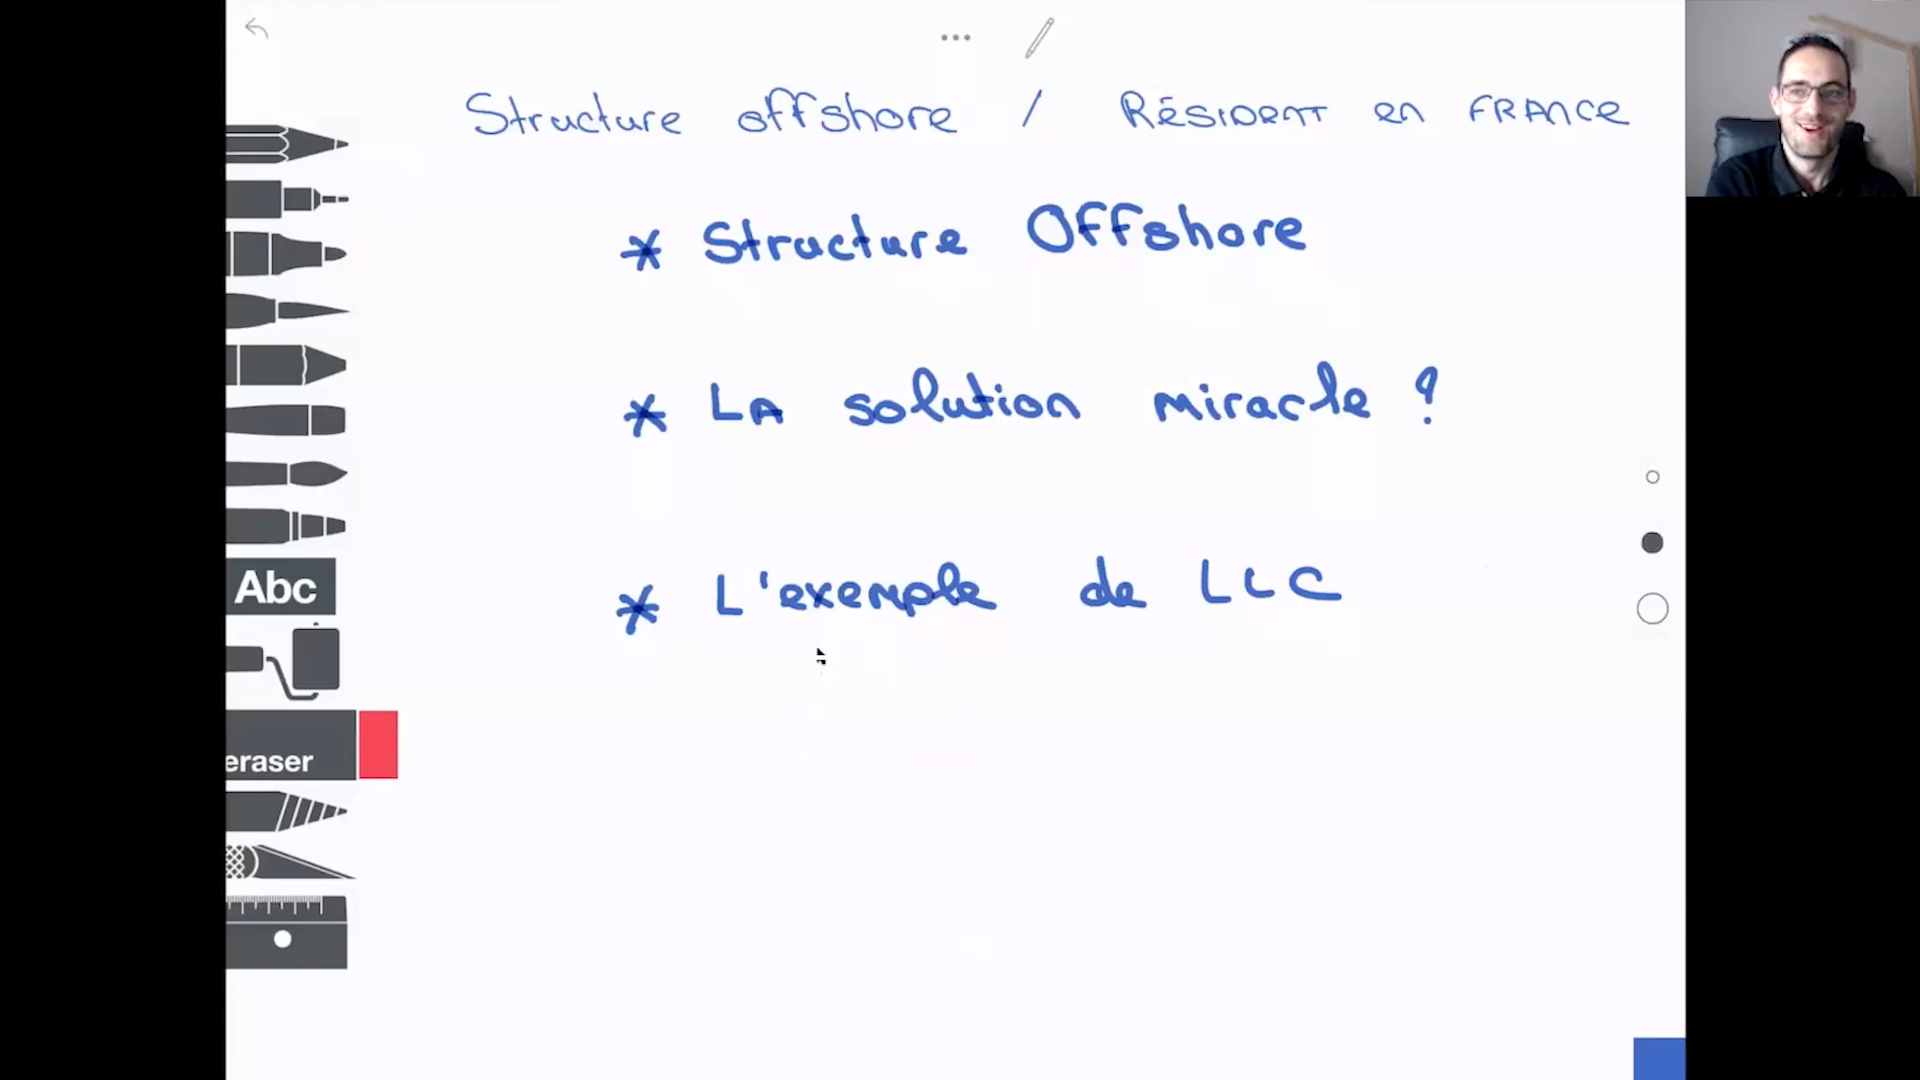 Structure offshore / RÉSIDENT en FRANCE
* Structure Offshore
* LA solution miracle ?
* L'exemple de LLC
Abc
eraser